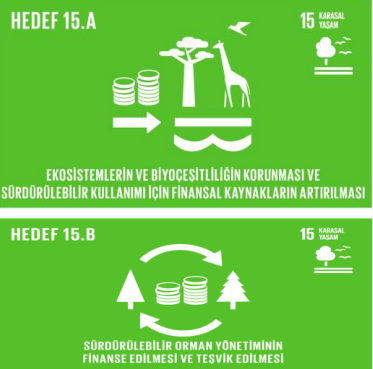 HEDEF 15.A
15 KARASAL
YAŞAM
EKOSİSTEMLERİN VE BİYOÇEŞİTLİLİĞİN KORUNMASI VE
SÜRDÜRÜLEBİLİR KULLANIMI İÇİN FİNANSAL KAYNAKLARIN ARTIRILMASI
HEDEF 15.B
15 KARASAL
YAŞAM
SÜRDÜRÜLEBİLİR ORMAN YÖNETİMİNİN
FİNANSE EDİLMESİ VE TEŞVİK EDİLMESİ